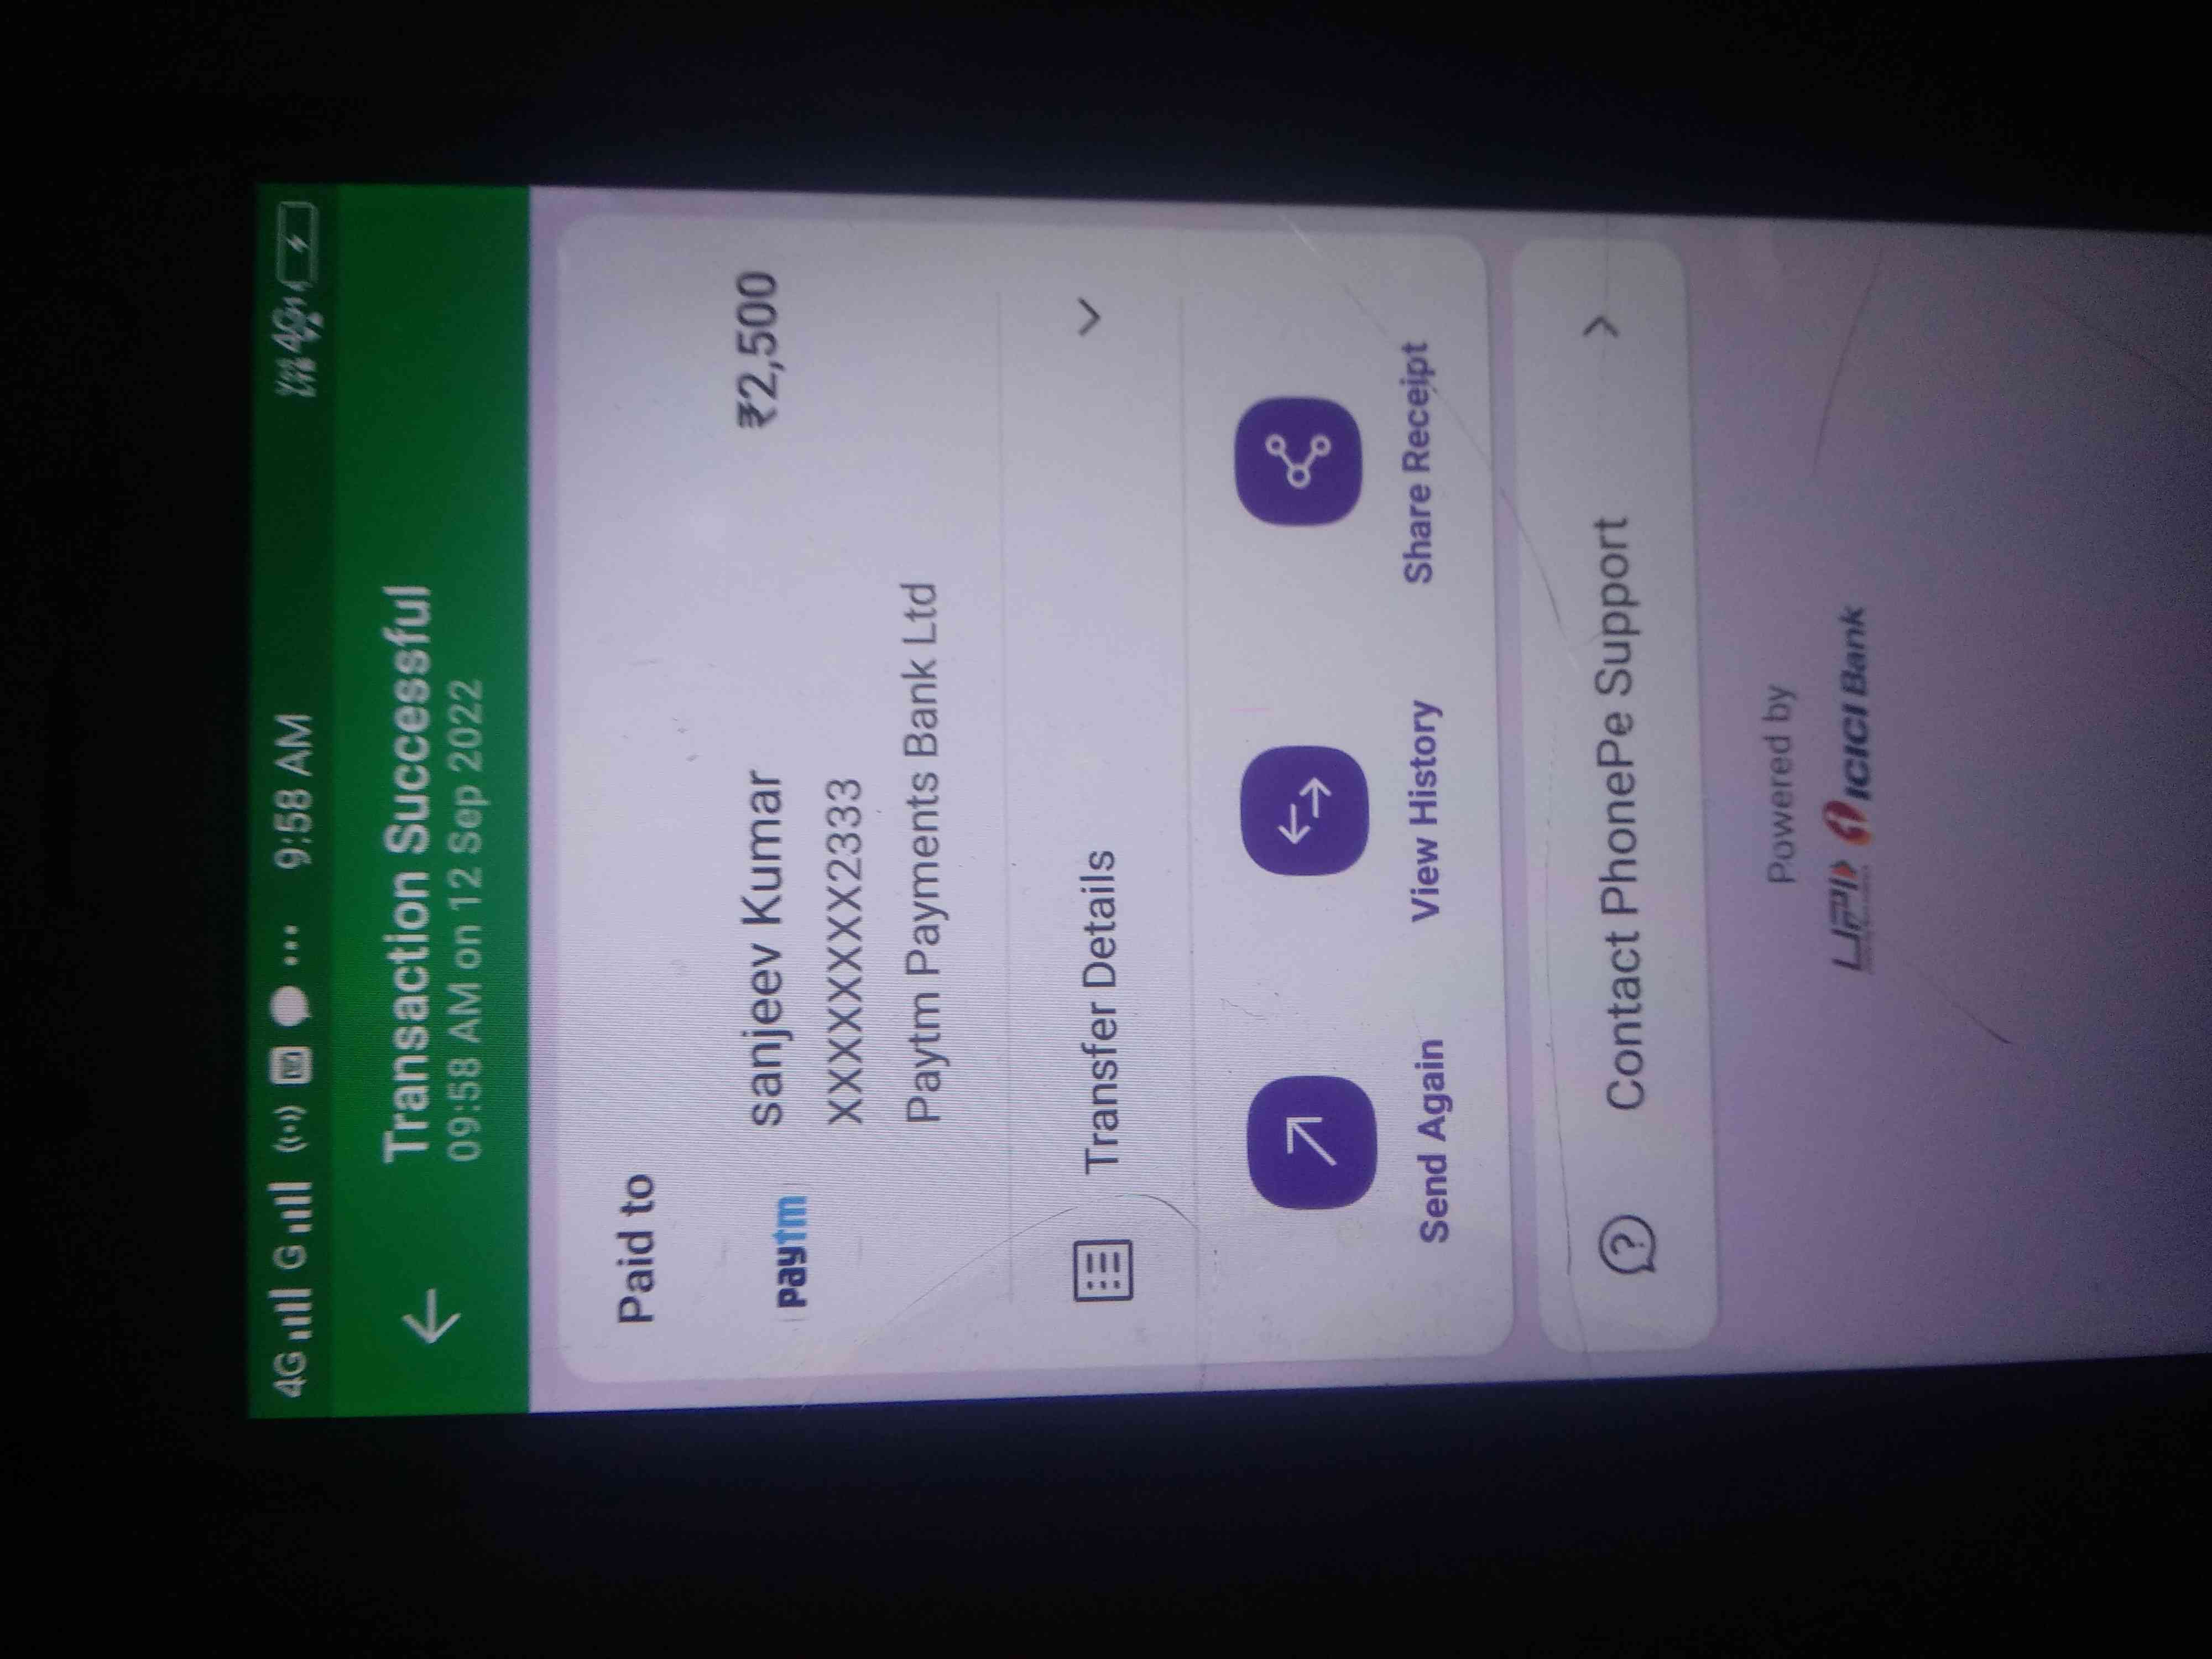 4G G 9:58 AM 4G
Transaction Successful
09:58 AM on 12 Sep 2022
Paid to
paytm sanjeev Kumar ₹2,500
XXXXXXXX2333
Paytm Payments Bank Ltd
Transfer Details
Send Again View History Share Receipt
Contact PhonePe Support
Powered by
UPI ICICI Bank